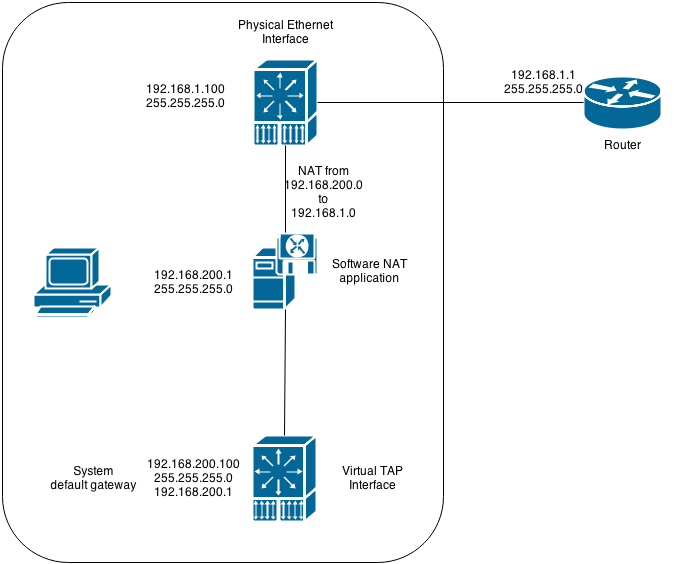 Physical Ethernet
Interface
192.168.1.100
255.255.255.0
192.168.1.1
255.255.255.0
Router
NAT from
192.168.200.0
to
192.168.1.0
192.168.200.1
255.255.255.0
Software NAT
application
System
default gateway
192.168.200.100
255.255.255.0
192.168.200.1
Virtual TAP
Interface